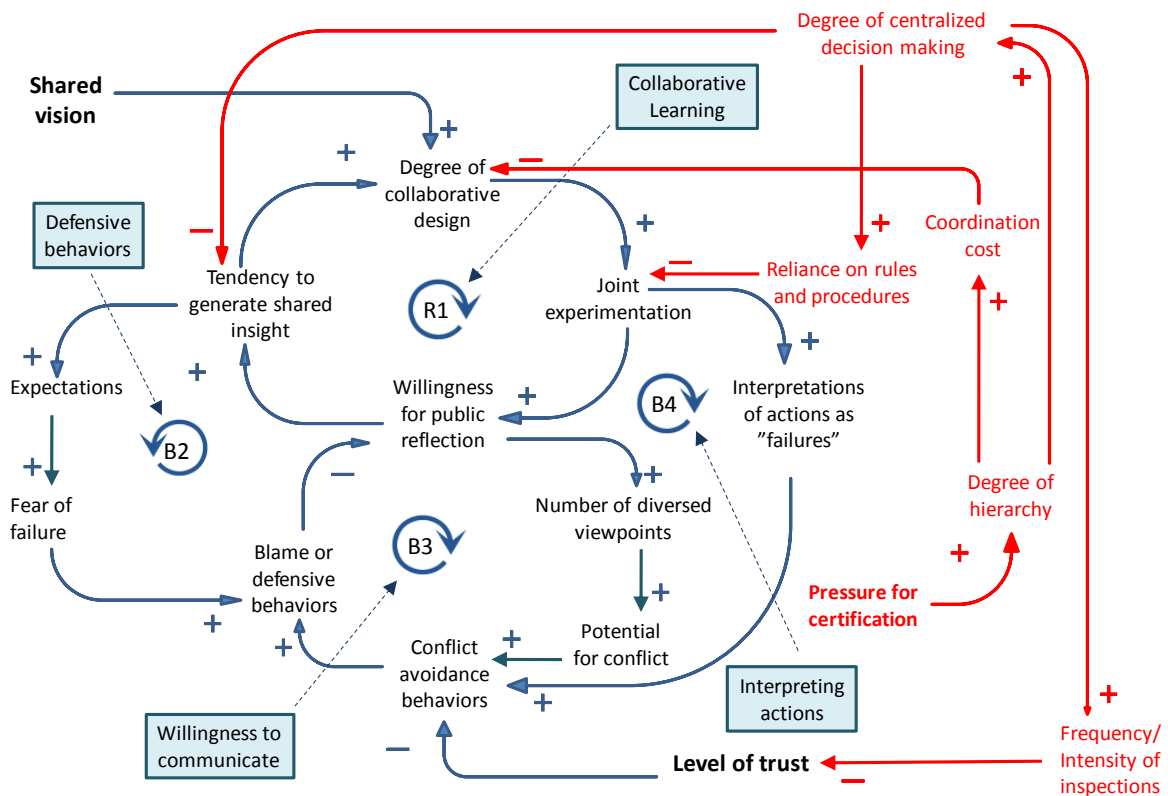 Degree of centralized
decision making
+
Shared
vision
Collaborative
Learning
+
+
Degree of
collaborative
design
−
+
Defensive
behaviors
−
+
Coordination
cost
+
Tendency to
generate shared
insight
R1
Joint
experimentation
−
Reliance on rules
and procedures
+
+
+
Expectations
+
Willingness
for public
reflection
+
B4
Interpretations
of actions as
”failures”
B2
+
−
+
Degree of
hierarchy
Fear of
failure
Number of diversed
viewpoints
B3
+
Blame or
defensive
behaviors
+
Pressure for
certification
+
+
Potential
for conflict
+
Conflict
avoidance
behaviors
+
Interpreting
actions
+
Willingness to
communicate
−
Level of trust
−
Frequency/
Intensity of
inspections